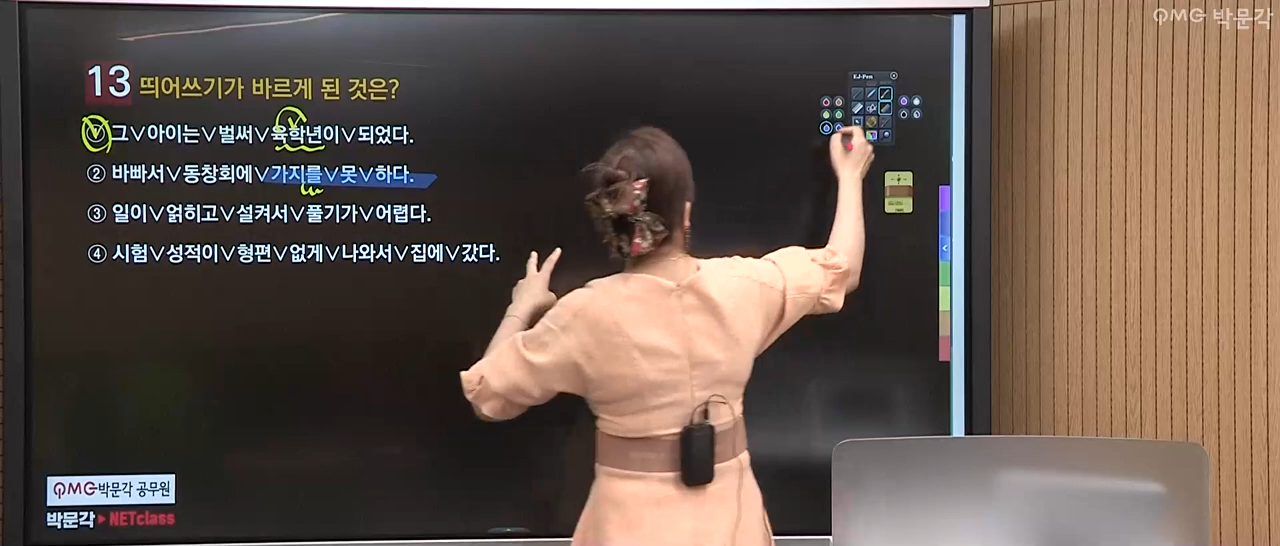 PMG 박문각
EJ-Pen
13 띄어쓰기가 바르게 된 것은?
① 그∨아이는∨벌써∨육학년이∨되었다.
② 바빠서∨동창회에∨가지를∨못∨하다.
③ 일이∨얽히고∨설켜서∨풀기가∨어렵다.
④ 시험∨성적이∨형편∨없게∨나와서∨집에∨갔다.
PMG 박문각 공무원
박문각 ▶ NETclass